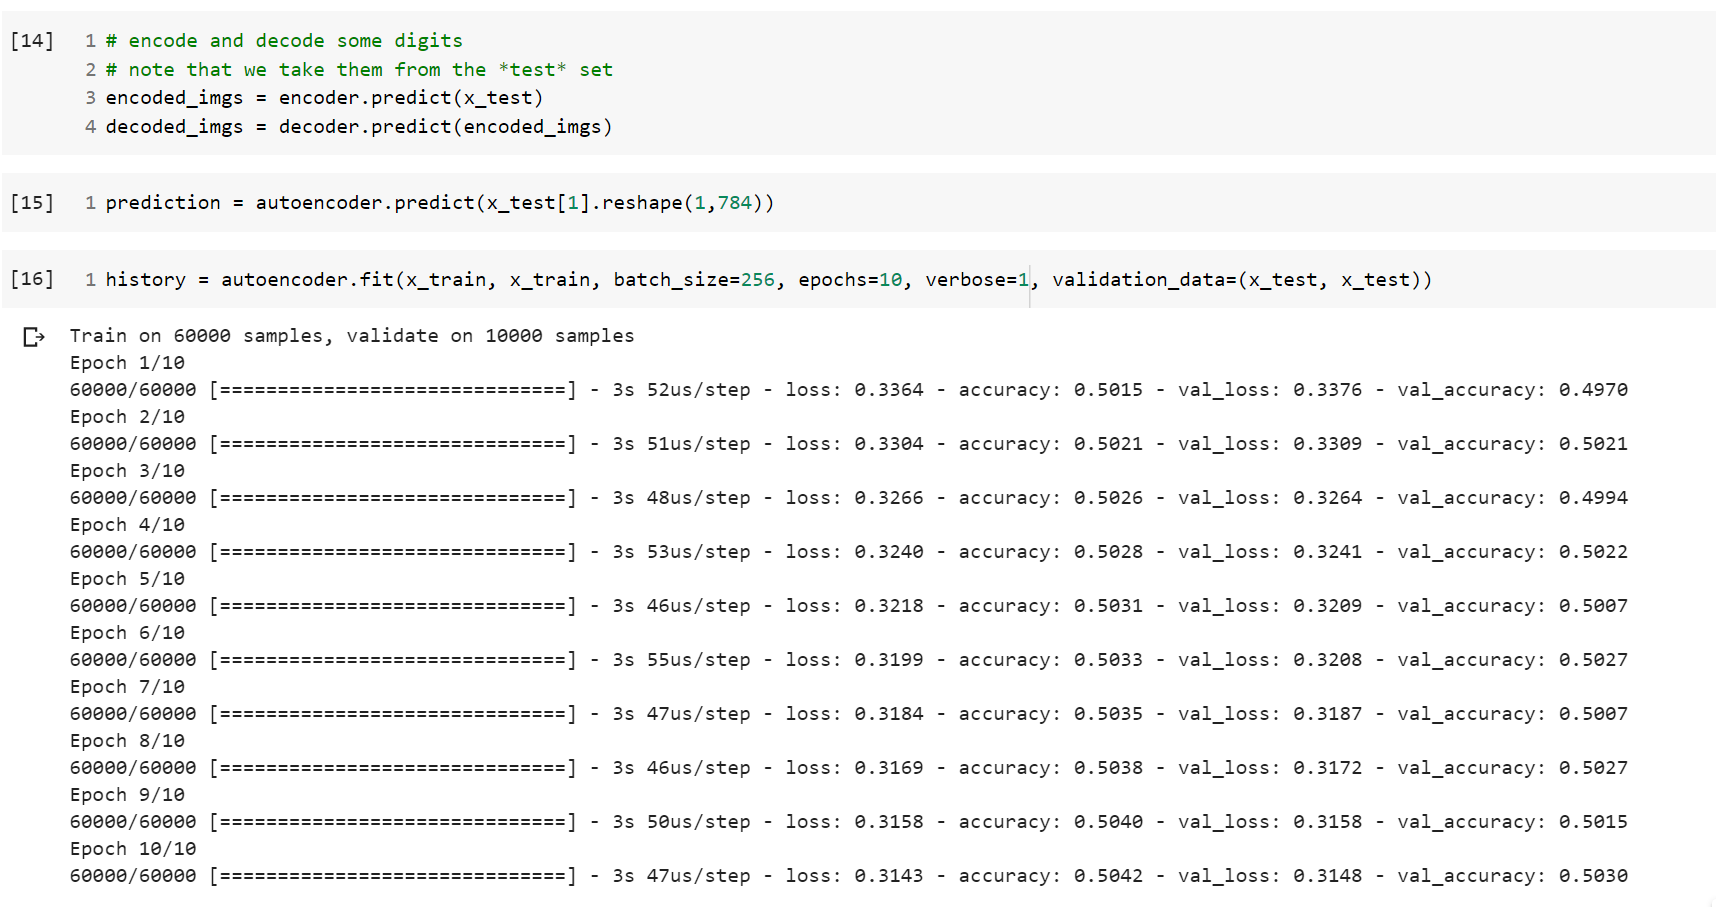 [14] 1 # encode and decode some digits
2 # note that we take them from the *test* set
3 encoded_imgs = encoder.predict(x_test)
4 decoded_imgs = decoder.predict(encoded_imgs)
[15] 1 prediction = autoencoder.predict(x_test[1].reshape(1,784))
[16] 1 history = autoencoder.fit(x_train, x_train, batch_size=256, epochs=10, verbose=1, validation_data=(x_test, x_test))
Train on 60000 samples, validate on 10000 samples
Epoch 1/10
60000/60000 [==============================] - 3s 52us/step - loss: 0.3364 - accuracy: 0.5015 - val_loss: 0.3376 - val_accuracy: 0.4970
Epoch 2/10
60000/60000 [==============================] - 3s 51us/step - loss: 0.3304 - accuracy: 0.5021 - val_loss: 0.3309 - val_accuracy: 0.5021
Epoch 3/10
60000/60000 [==============================] - 3s 48us/step - loss: 0.3266 - accuracy: 0.5026 - val_loss: 0.3264 - val_accuracy: 0.4994
Epoch 4/10
60000/60000 [==============================] - 3s 53us/step - loss: 0.3240 - accuracy: 0.5028 - val_loss: 0.3241 - val_accuracy: 0.5022
Epoch 5/10
60000/60000 [==============================] - 3s 46us/step - loss: 0.3218 - accuracy: 0.5031 - val_loss: 0.3209 - val_accuracy: 0.5007
Epoch 6/10
60000/60000 [==============================] - 3s 55us/step - loss: 0.3199 - accuracy: 0.5033 - val_loss: 0.3208 - val_accuracy: 0.5027
Epoch 7/10
60000/60000 [==============================] - 3s 47us/step - loss: 0.3184 - accuracy: 0.5035 - val_loss: 0.3187 - val_accuracy: 0.5007
Epoch 8/10
60000/60000 [==============================] - 3s 46us/step - loss: 0.3169 - accuracy: 0.5038 - val_loss: 0.3172 - val_accuracy: 0.5027
Epoch 9/10
60000/60000 [==============================] - 3s 50us/step - loss: 0.3158 - accuracy: 0.5040 - val_loss: 0.3158 - val_accuracy: 0.5015
Epoch 10/10
60000/60000 [==============================] - 3s 47us/step - loss: 0.3143 - accuracy: 0.5042 - val_loss: 0.3148 - val_accuracy: 0.5030